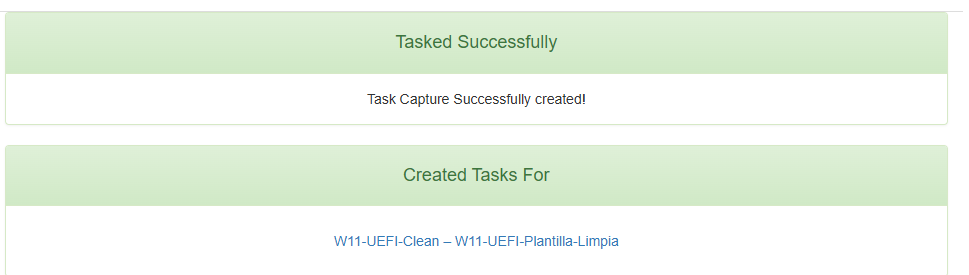 Tasked Successfully
Task Capture Successfully created!
Created Tasks For
W11-UEFI-Clean – W11-UEFI-Plantilla-Limpia